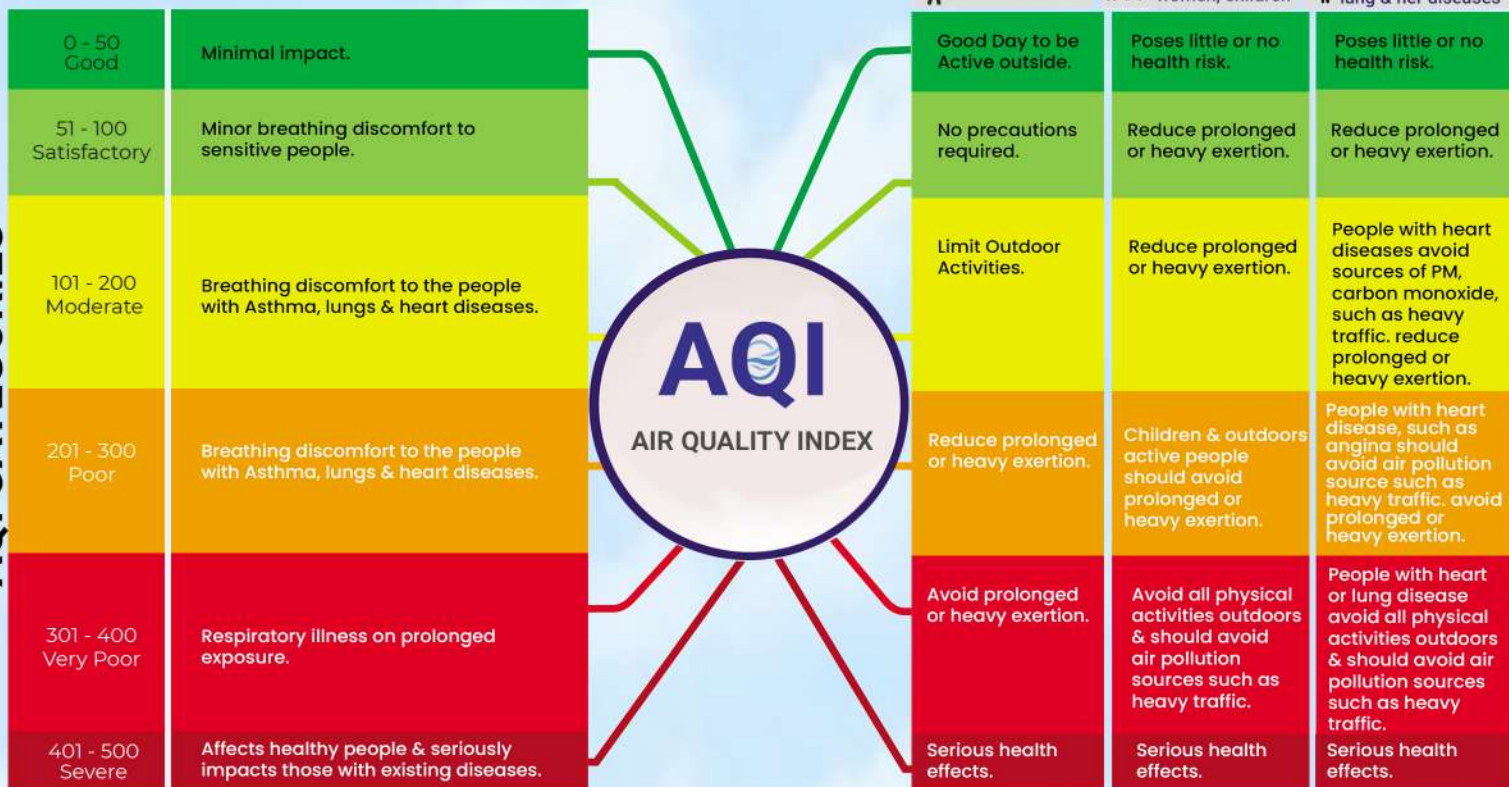 women, children
lung & her diseases
0 - 50
Good
Minimal impact.
Good Day to be
Active outside.
Poses little or no
health risk.
Poses little or no
health risk.
51 - 100
Satisfactory
Minor breathing discomfort to
sensitive people.
No precautions
required.
Reduce prolonged
or heavy exertion.
Reduce prolonged
or heavy exertion.
101 - 200
Moderate
Breathing discomfort to the people
with Asthma, lungs & heart diseases.
Limit Outdoor
Activities.
Reduce prolonged
or heavy exertion.
People with heart
diseases avoid
sources of PM,
carbon monoxide,
such as heavy
traffic. reduce
prolonged or
heavy exertion.
AQI
AIR QUALITY INDEX
201 - 300
Poor
Breathing discomfort to the people
with Asthma, lungs & heart diseases.
Reduce prolonged
or heavy exertion.
Children & outdoors
active people
should avoid
prolonged or
heavy exertion.
People with heart
disease, such as
angina should
avoid air pollution
source such as
heavy traffic. avoid
prolonged or
heavy exertion.
301 - 400
Very Poor
Respiratory illness on prolonged
exposure.
Avoid prolonged
or heavy exertion.
Avoid all physical
activities outdoors
& should avoid
air pollution
sources such as
heavy traffic.
People with heart
or lung disease
avoid all physical
activities outdoors
& should avoid air
pollution sources
such as heavy
traffic.
401 - 500
Severe
Affects healthy people & seriously
impacts those with existing diseases.
Serious health
effects.
Serious health
effects.
Serious health
effects.